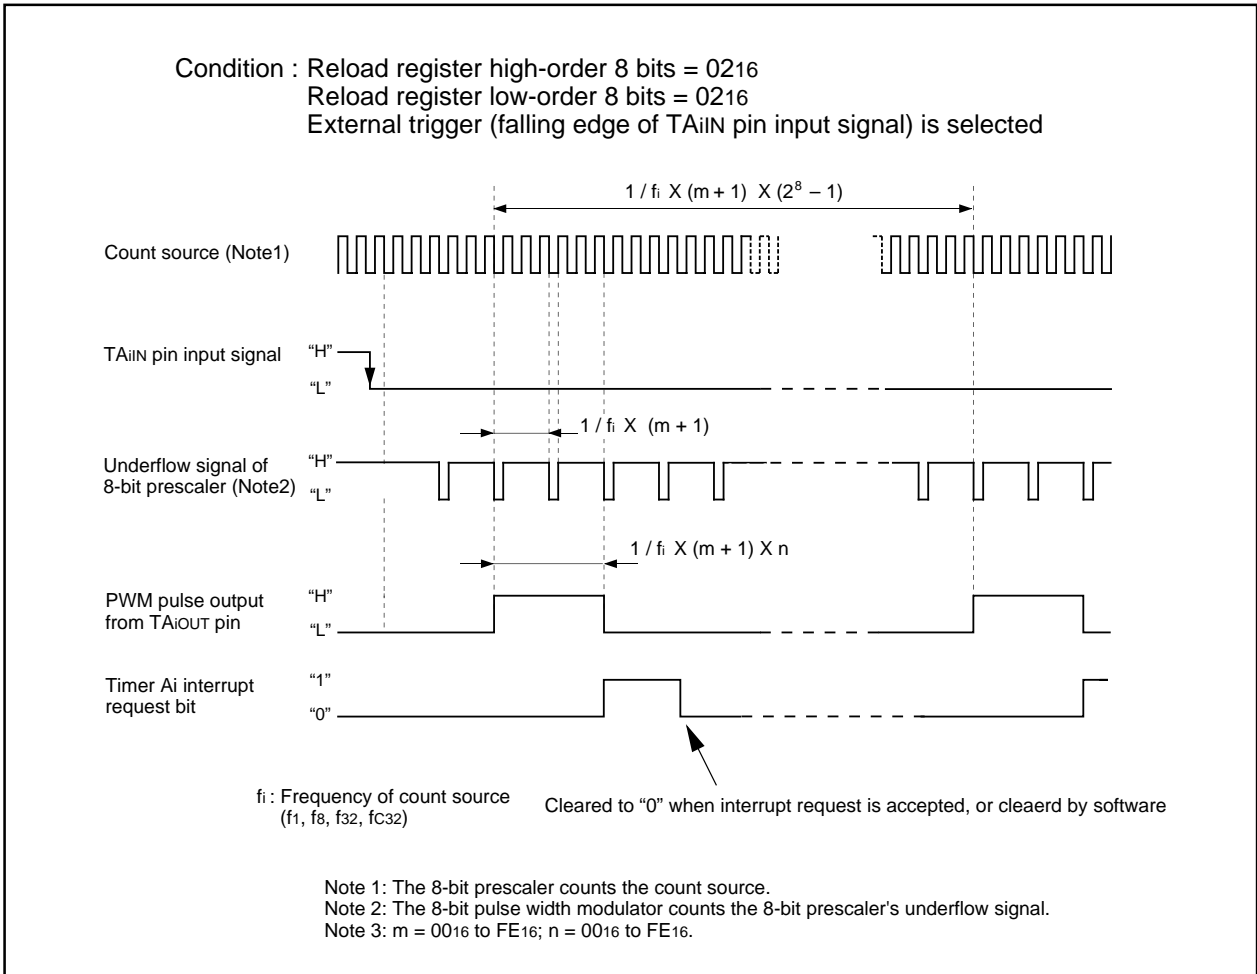 Condition : Reload register high-order 8 bits = 0216
Reload register low-order 8 bits = 0216
External trigger (falling edge of TAiIN pin input signal) is selected
1 / fi X (m + 1) X (2⁸ – 1)
Count source (Note1)
TAiIN pin input signal
“H”
“L”
1 / fi X (m + 1)
Underflow signal of
8-bit prescaler (Note2)
“H”
“L”
1 / fi X (m + 1) X n
PWM pulse output
from TAiOUT pin
“H”
“L”
Timer Ai interrupt
request bit
“1”
“0”
fi : Frequency of count source
(f1, f8, f32, fC32)
Cleared to “0” when interrupt request is accepted, or cleaerd by software
Note 1: The 8-bit prescaler counts the count source.
Note 2: The 8-bit pulse width modulator counts the 8-bit prescaler's underflow signal.
Note 3: m = 0016 to FE16; n = 0016 to FE16.